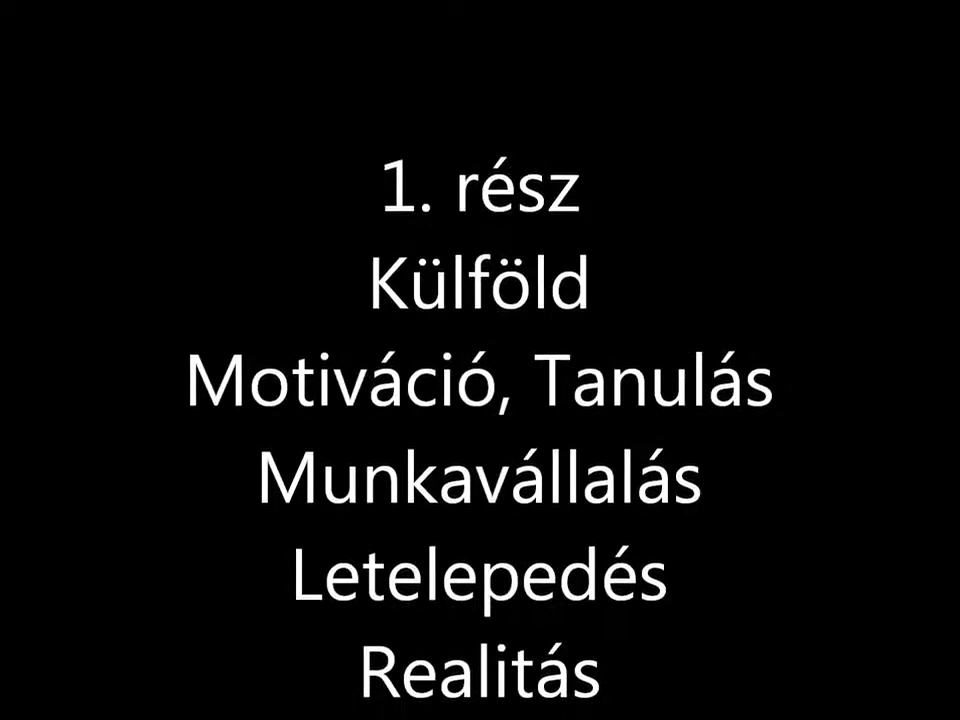 1. rész
Külföld
Motiváció, Tanulás
Munkavállalás
Letelepedés
Realitás